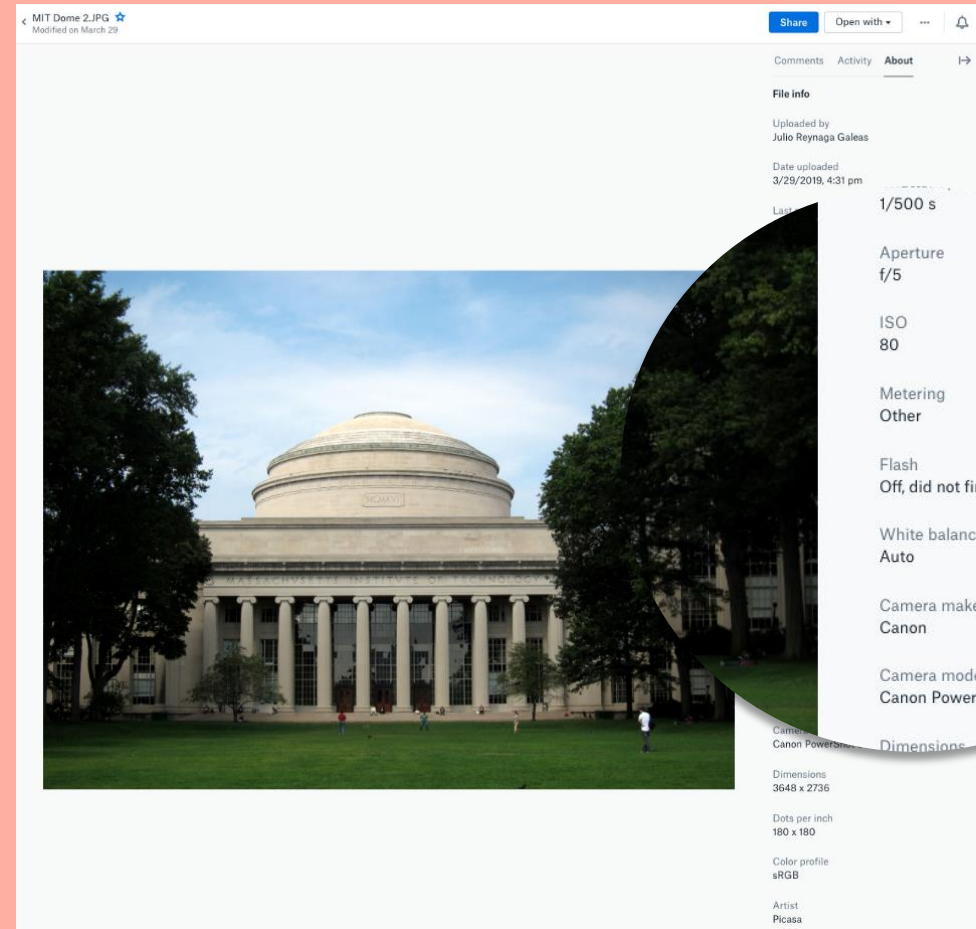 MIT Dome 2.JPG
Modified on March 29
Share
Open with
Comments Activity About
File info
Uploaded by
Julio Reynaga Galeas
Date uploaded
3/29/2019, 4:31 pm
Last
1/500 s
Aperture
f/5
ISO
80
Metering
Other
Flash
Off, did not fi
White balanc
Auto
Camera make
Canon
Camera mode
Canon Power
Dimensions
Camera
Canon PowerShot
Dimensions
3648 x 2736
Dots per inch
180 x 180
Color profile
sRGB
Artist
Picasa
MCMXVI
MASSACHVSETTS INSTITVTE OF TECHNOLOGY